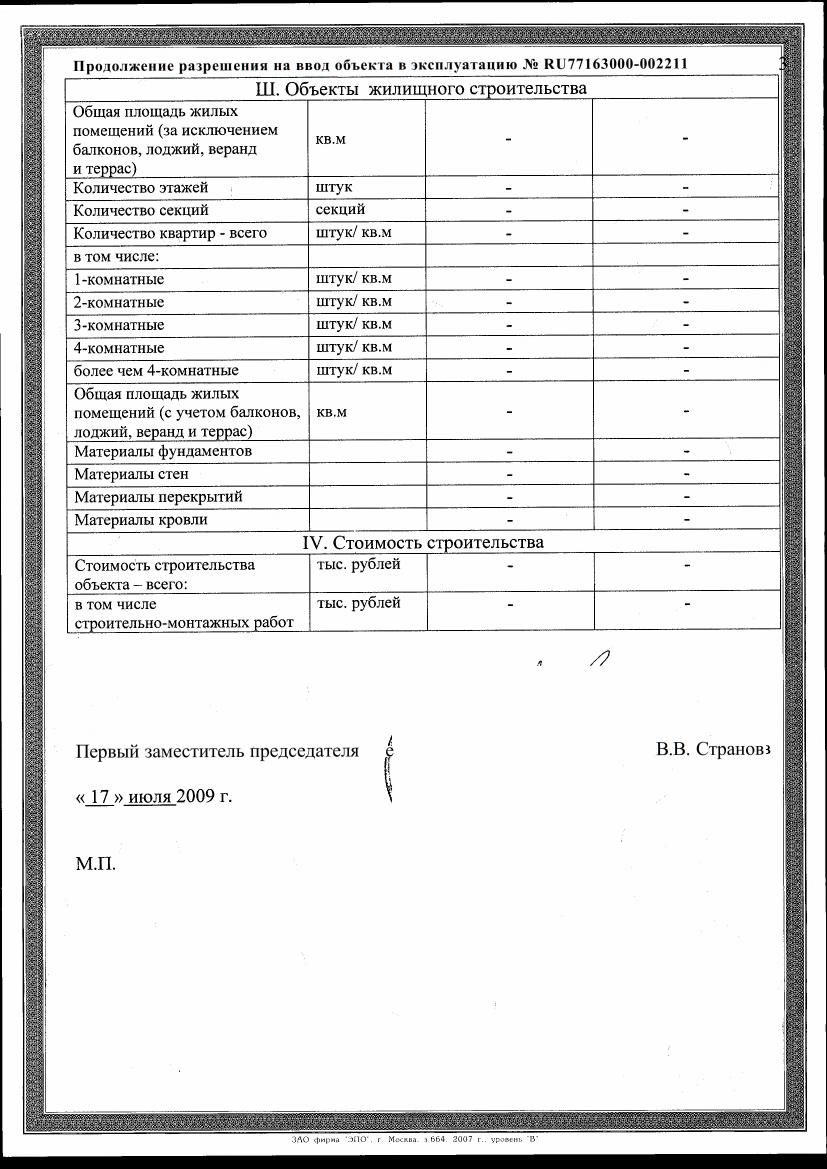 Продолжение разрешения на ввод объекта в эксплуатацию № RU77163000-002211
3
Ш. Объекты жилищного строительства
Общая площадь жилых
помещений (за исключением
балконов, лоджий, веранд
и террас)
кв.м - -
Количество этажей штук - -
Количество секций секций - -
Количество квартир - всего штук/ кв.м - -
в том числе:
1-комнатные штук/ кв.м - -
2-комнатные штук/ кв.м - -
3-комнатные штук/ кв.м - -
4-комнатные штук/ кв.м - -
более чем 4-комнатные штук/ кв.м - -
Общая площадь жилых
помещений (с учетом балконов,
лоджий, веранд и террас)
кв.м - -
Материалы фундаментов - -
Материалы стен - -
Материалы перекрытий - -
Материалы кровли - -
IV. Стоимость строительства
Стоимость строительства
объекта – всего:
тыс. рублей - -
в том числе
строительно-монтажных работ
тыс. рублей - -
Первый заместитель председателя
В.В. Странов
« 17 » июля 2009 г.
М.П.
ЗАО фирма "ЭПО", г. Москва, з.664, 2007 г., уровень "В"